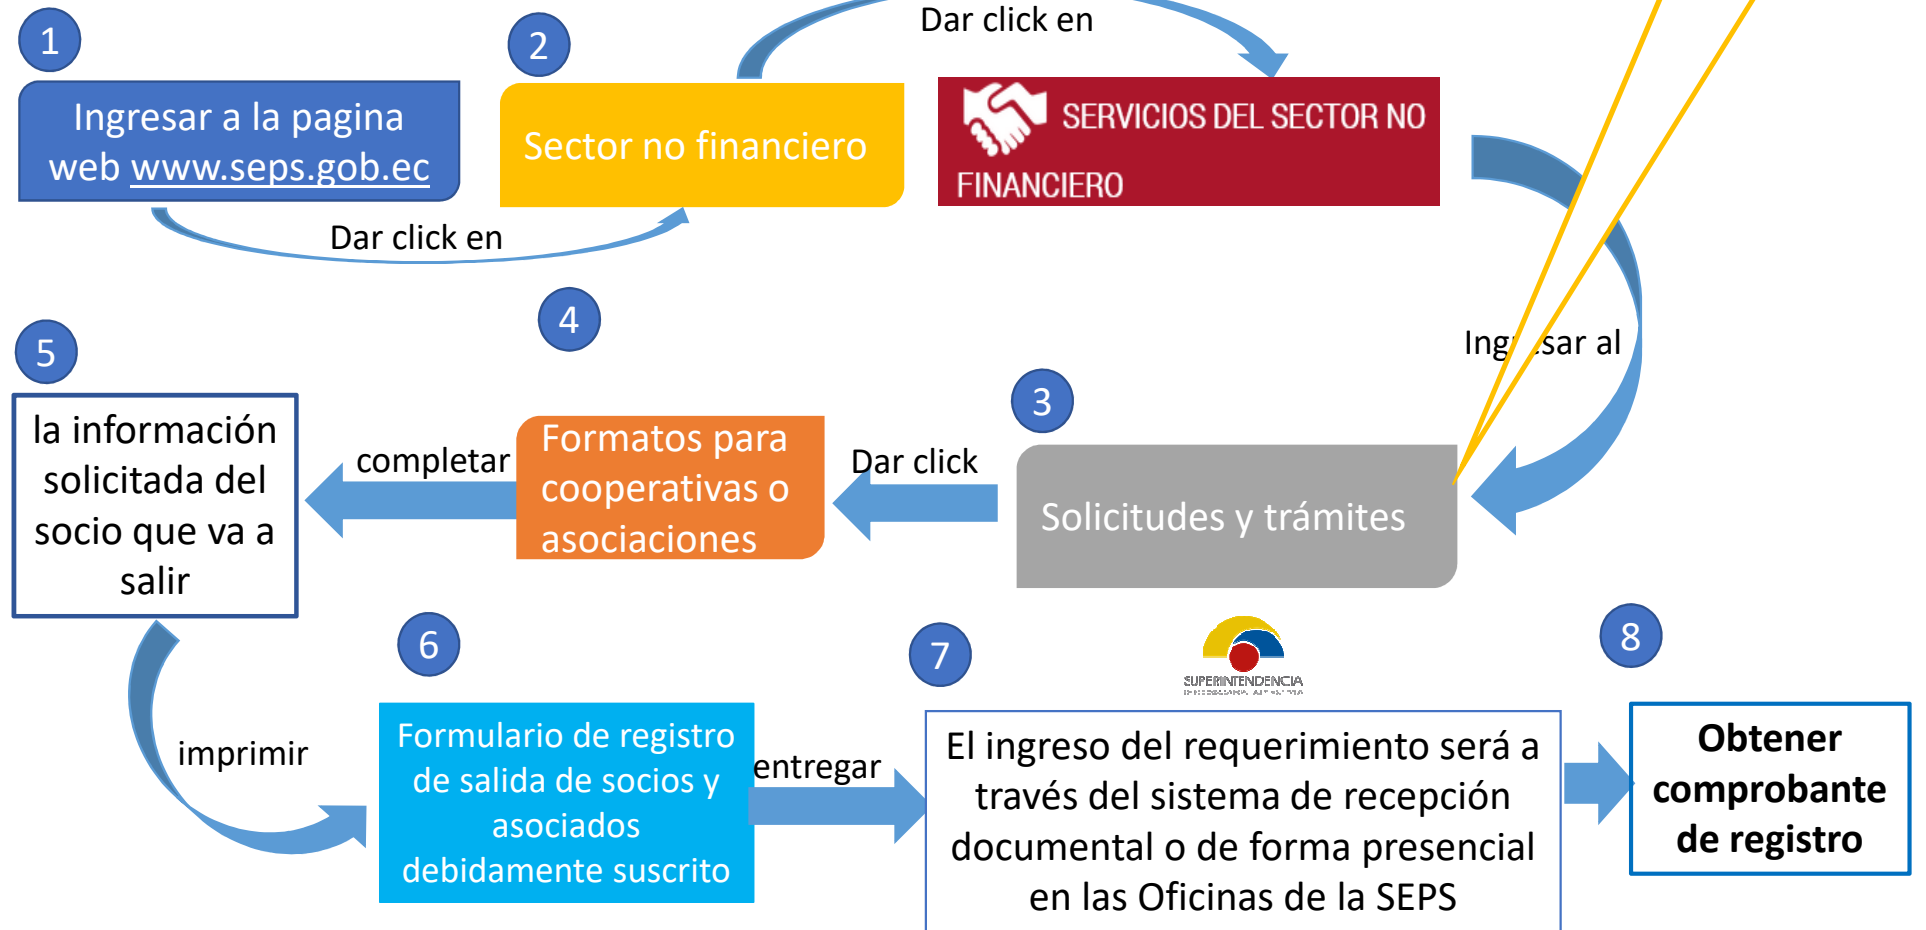 1
Ingresar a la pagina
web www.seps.gob.ec
Dar click en
2
Sector no financiero
Dar click en
SERVICIOS DEL SECTOR NO
FINANCIERO
Ingresar al
3
Solicitudes y trámites
Dar click
4
Formatos para
cooperativas o
asociaciones
completar
5
la información
solicitada del
socio que va a
salir
imprimir
6
Formulario de registro
de salida de socios y
asociados
debidamente suscrito
entregar
7
SUPERINTENDENCIA
El ingreso del requerimiento será a
través del sistema de recepción
documental o de forma presencial
en las Oficinas de la SEPS
8
Obtener
comprobante
de registro